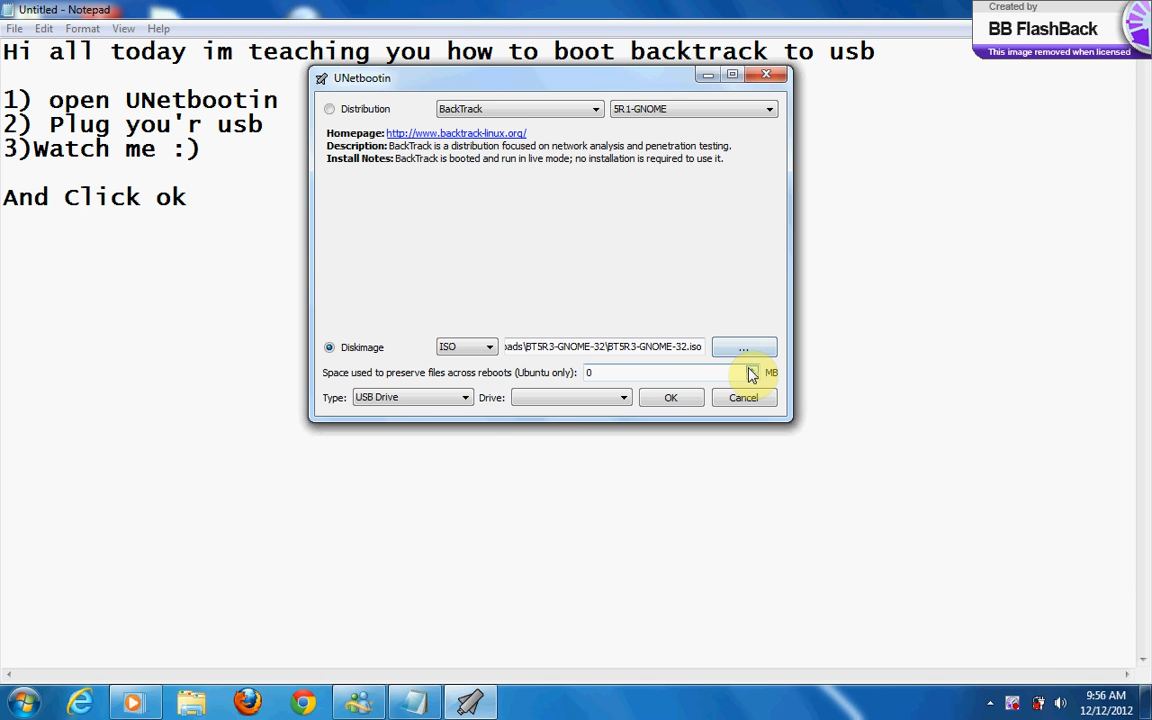 Untitled - Notepad
File Edit Format View Help
Created by
BB FlashBack
This image removed when licensed
Hi all today im teaching you how to boot backtrack to usb
1) open UNetbootin
2) Plug you'r usb
3)Watch me :)
And Click ok
UNetbootin
Distribution BackTrack 5R1-GNOME
Homepage: http://www.backtrack-linux.org/
Description: BackTrack is a distribution focused on network analysis and penetration testing.
Install Notes: BackTrack is booted and run in live mode; no installation is required to use it.
Diskimage ISO oads\BT5R3-GNOME-32\BT5R3-GNOME-32.iso ...
Space used to preserve files across reboots (Ubuntu only): 0 MB
Type: USB Drive Drive: OK Cancel
9:56 AM
12/12/2012